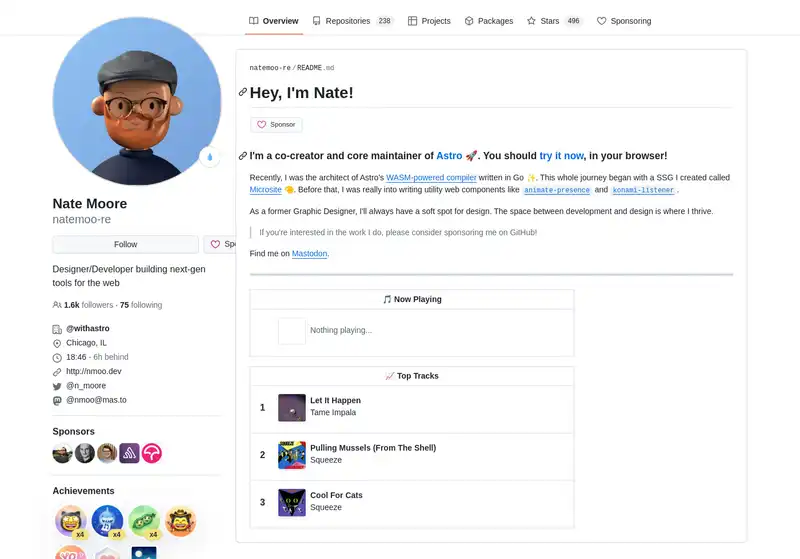 Overview Repositories 238 Projects Packages Stars 496 Sponsoring
Nate Moore
natemoo-re
Follow
Spo
Designer/Developer building next-gen
tools for the web
1.6k followers · 75 following
@withastro
Chicago, IL
18:46 - 6h behind
http://nmoo.dev
@n_moore
@nmoo@mas.to
Sponsors
Achievements
x4
x4
x4
natemoo-re/README.md
Hey, I'm Nate!
Sponsor
I'm a co-creator and core maintainer of Astro 🚀. You should try it now, in your browser!
Recently, I was the architect of Astro's WASM-powered compiler written in Go ✨. This whole journey began with a SSG I created called
Microsite 🤏. Before that, I was really into writing utility web components like animate-presence and konami-listener .
As a former Graphic Designer, I'll always have a soft spot for design. The space between development and design is where I thrive.
If you're interested in the work I do, please consider sponsoring me on GitHub!
Find me on Mastodon.
🎵 Now Playing
Nothing playing...
📈 Top Tracks
1
Let It Happen
Tame Impala
2
Pulling Mussels (From The Shell)
Squeeze
3
Cool For Cats
Squeeze